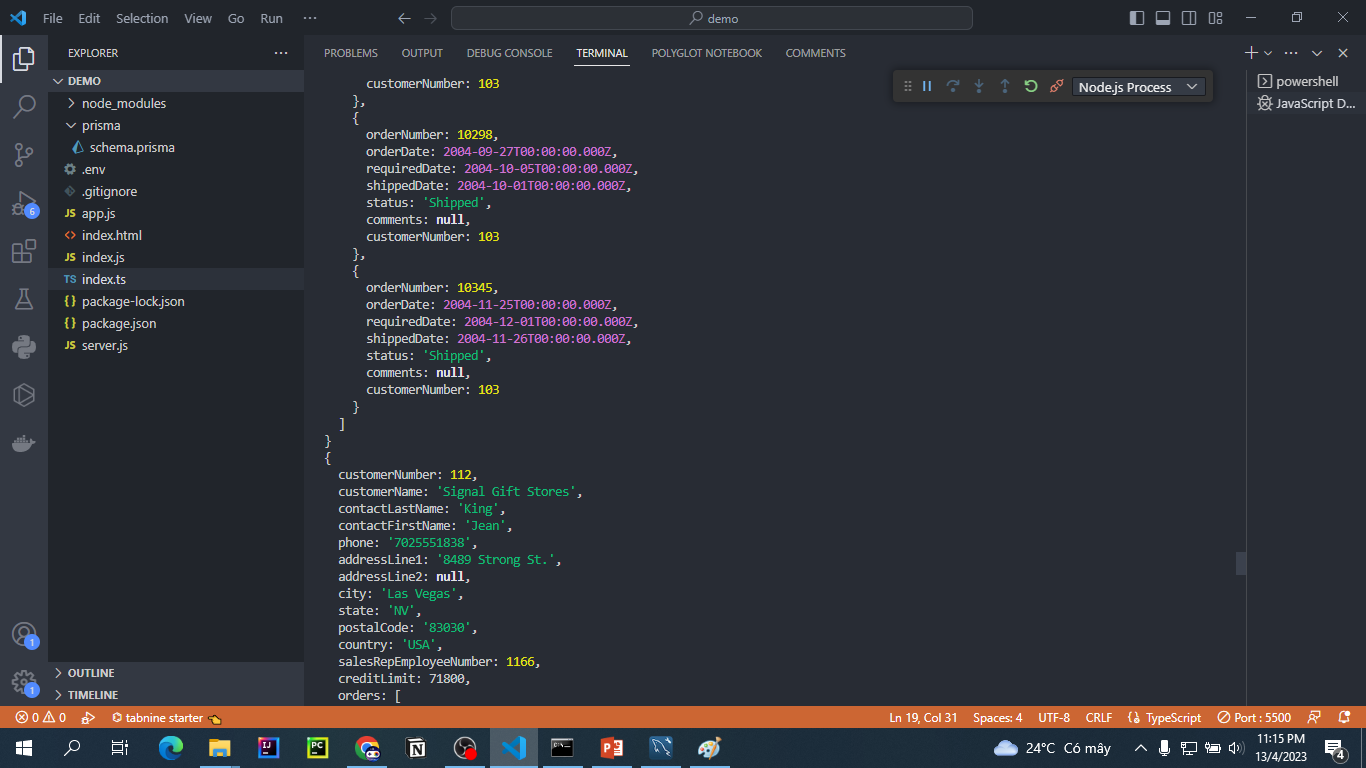 File Edit Selection View Go Run ··· demo
EXPLORER ···
DEMO
node_modules
prisma
schema.prisma
.env
.gitignore
JS app.js
<> index.html
JS index.js
TS index.ts
{} package-lock.json
{} package.json
JS server.js
OUTLINE
TIMELINE
6
1
1
PROBLEMS OUTPUT DEBUG CONSOLE TERMINAL POLYGLOT NOTEBOOK COMMENTS
Node.js Process
powershell
JavaScript D...
customerNumber: 103
},
{
orderNumber: 10298,
orderDate: 2004-09-27T00:00:00.000Z,
requiredDate: 2004-10-05T00:00:00.000Z,
shippedDate: 2004-10-01T00:00:00.000Z,
status: 'Shipped',
comments: null,
customerNumber: 103
},
{
orderNumber: 10345,
orderDate: 2004-11-25T00:00:00.000Z,
requiredDate: 2004-12-01T00:00:00.000Z,
shippedDate: 2004-11-26T00:00:00.000Z,
status: 'Shipped',
comments: null,
customerNumber: 103
}
]
}
{
customerNumber: 112,
customerName: 'Signal Gift Stores',
contactLastName: 'King',
contactFirstName: 'Jean',
phone: '7025551838',
addressLine1: '8489 Strong St.',
addressLine2: null,
city: 'Las Vegas',
state: 'NV',
postalCode: '83030',
country: 'USA',
salesRepEmployeeNumber: 1166,
creditLimit: 71800,
orders: [
0 0 tabnine starter Ln 19, Col 31 Spaces: 4 UTF-8 CRLF {} TypeScript Port : 5500
IJ PC N 24°C Có mây 11:15 PM
13/4/2023 4